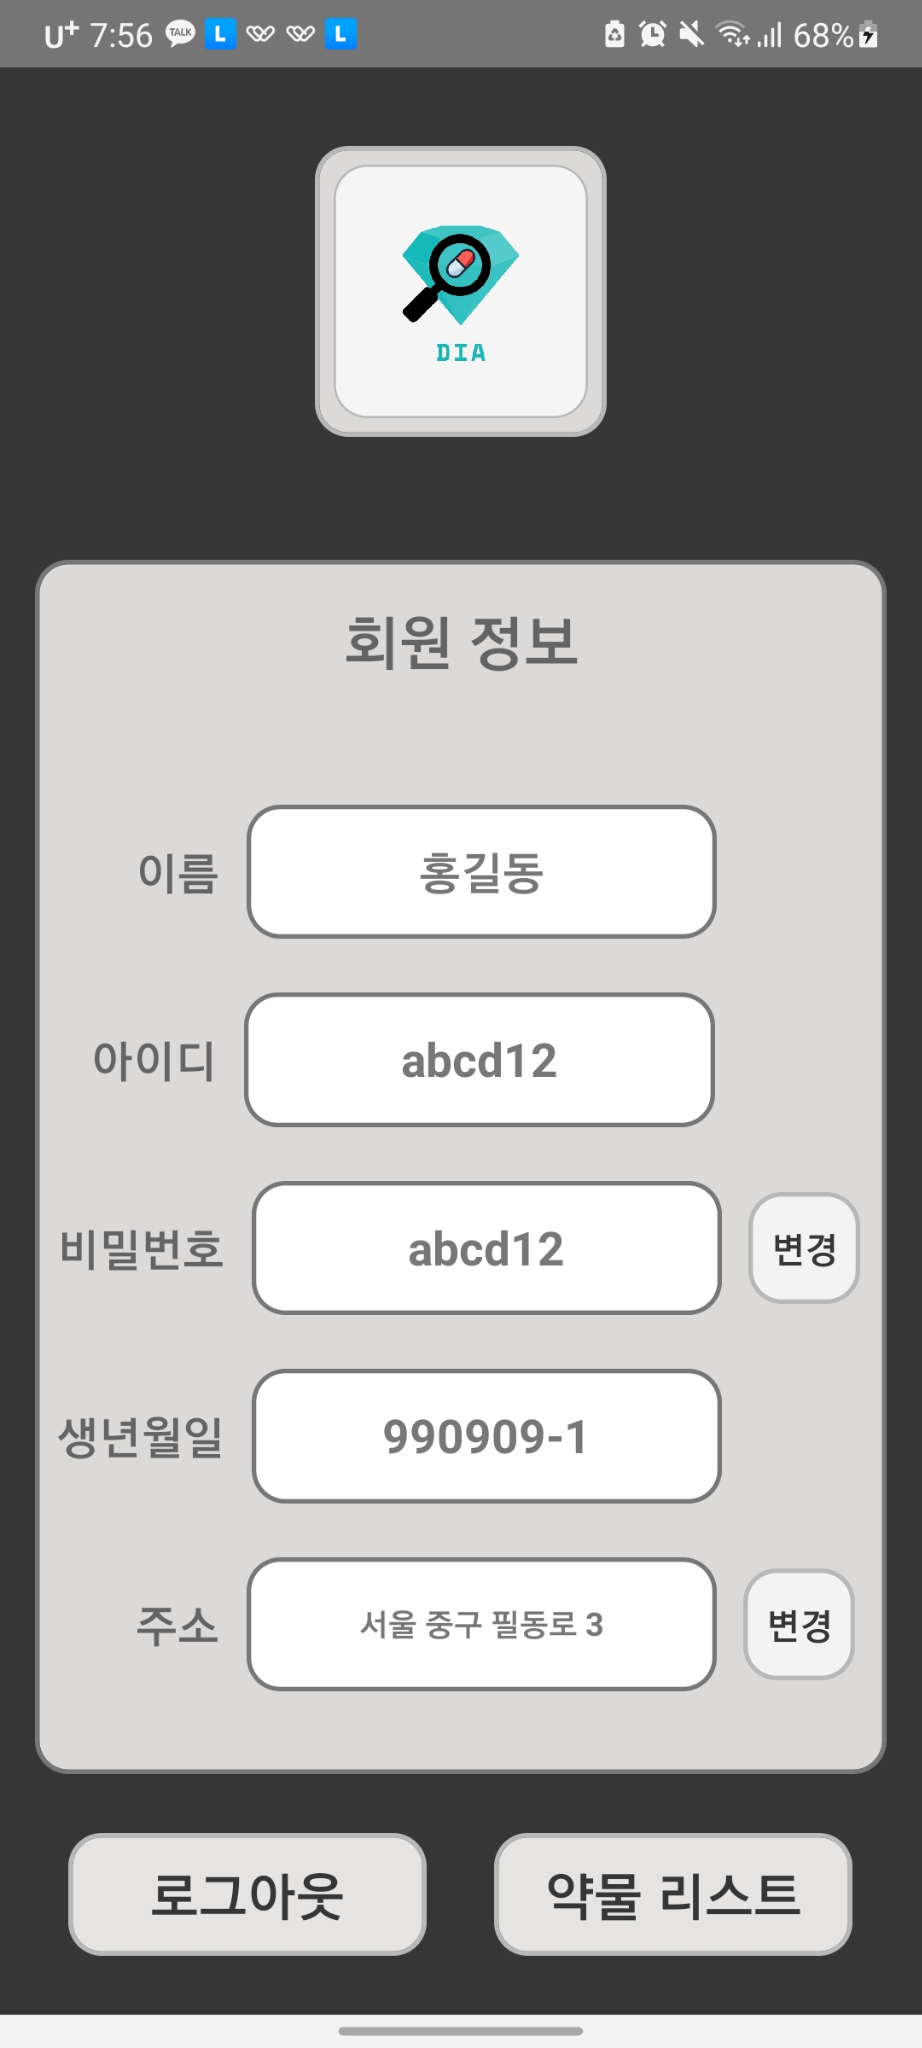 U+ 7:56 TALK L L 68%
DIA
회원 정보
이름 홍길동
아이디 abcd12
비밀번호 abcd12 변경
생년월일 990909-1
주소 서울 중구 필동로 3 변경
로그아웃 약물 리스트